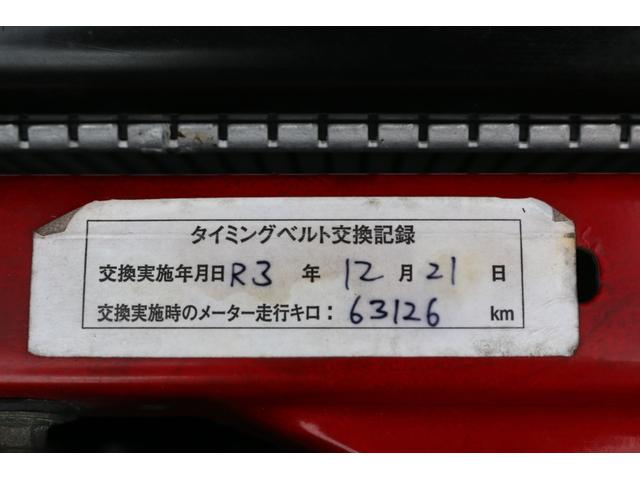 タイミングベルト交換記録
交換実施年月日R3 年 12 月 21 日
交換実施時のメーター走行キロ: 63126 km